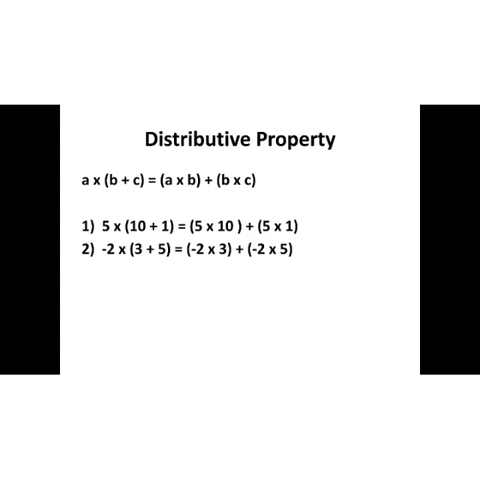 Distributive Property
a x (b + c) = (a x b) + (b x c)
1) 5 x (10 + 1) = (5 x 10 ) + (5 x 1)
2) -2 x (3 + 5) = (-2 x 3) + (-2 x 5)